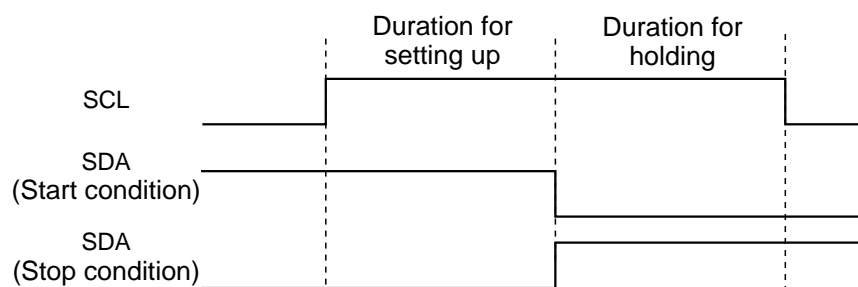 Duration for
setting up
Duration for
holding
SCL
SDA
(Start condition)
SDA
(Stop condition)